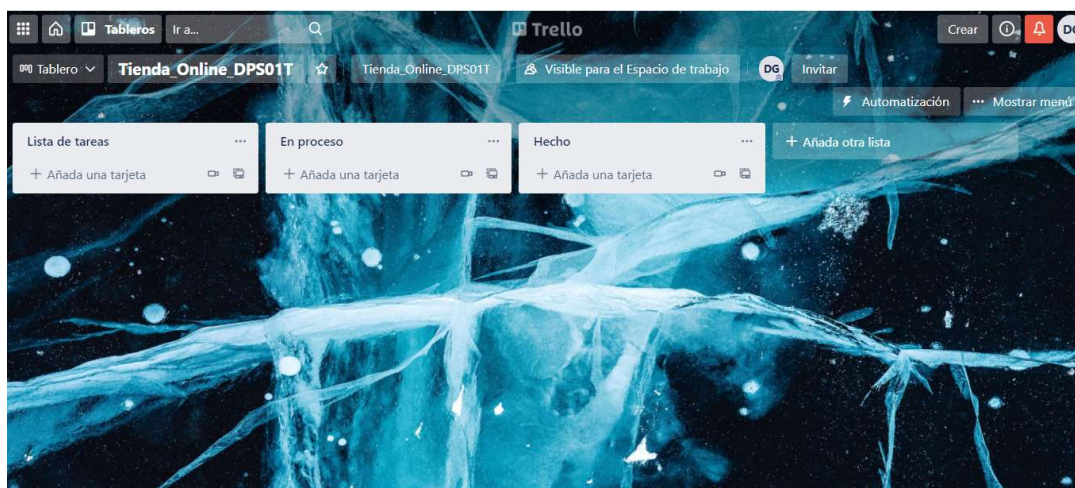 Tableros Ir a... Trello Crear DG
Tablero Tienda_Online_DPS01T Tienda_Online_DPS01T Visible para el Espacio de trabajo DG Invitar
Automatización ... Mostrar menú
Lista de tareas ... En proceso ... Hecho ... + Añada otra lista
+ Añada una tarjeta + Añada una tarjeta + Añada una tarjeta